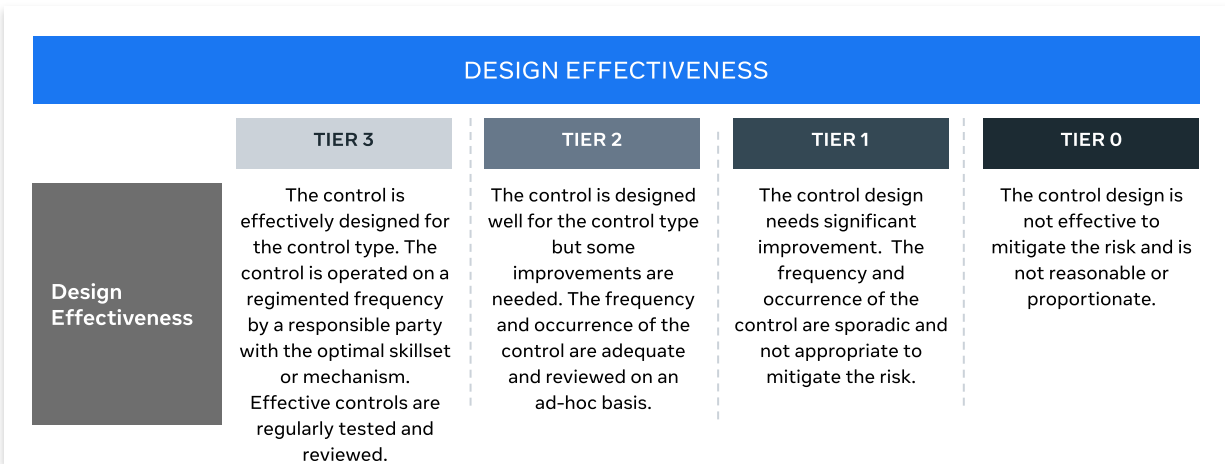 DESIGN EFFECTIVENESS
TIER 3
TIER 2
TIER 1
TIER 0
Design
Effectiveness
The control is
effectively designed for
the control type. The
control is operated on a
regimented frequency
by a responsible party
with the optimal skillset
or mechanism.
Effective controls are
regularly tested and
reviewed.
The control is designed
well for the control type
but some
improvements are
needed. The frequency
and occurrence of the
control are adequate
and reviewed on an
ad-hoc basis.
The control design
needs significant
improvement.  The
frequency and
occurrence of the
control are sporadic and
not appropriate to
mitigate the risk.
The control design is
not effective to
mitigate the risk and is
not reasonable or
proportionate.